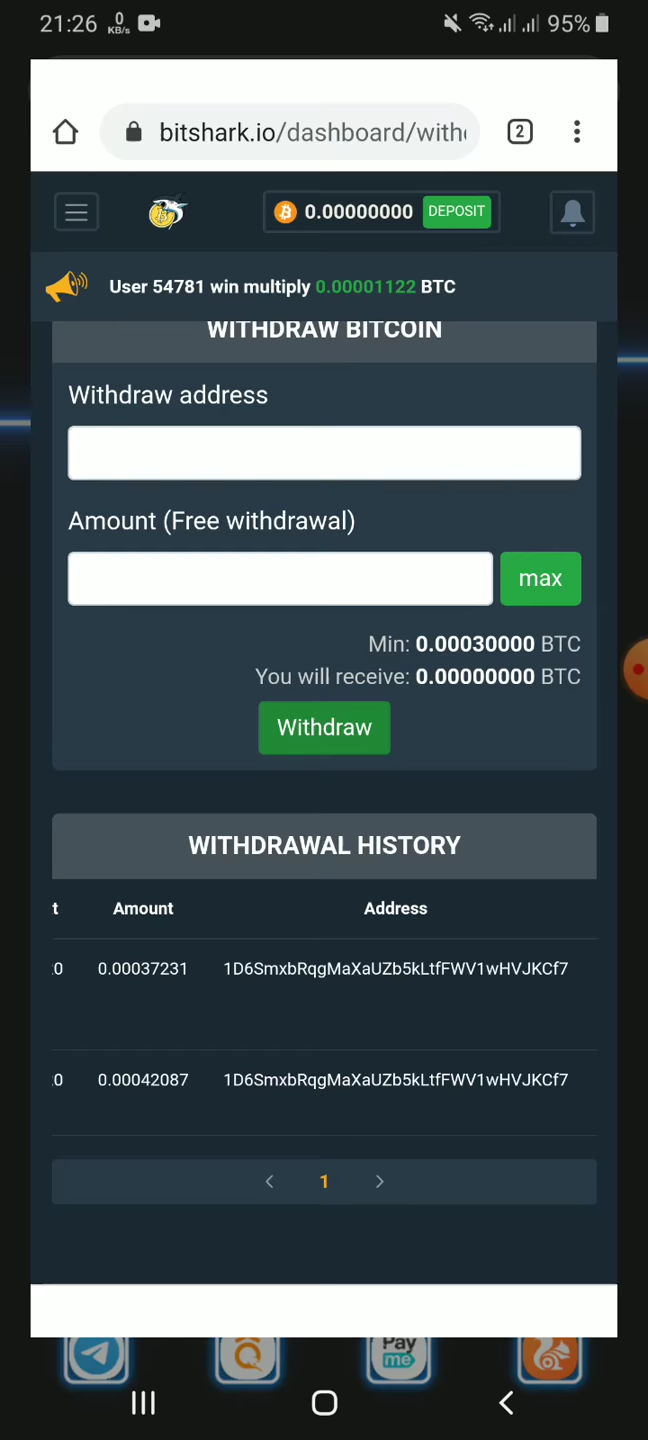 21:26 0 KB/s 95%
bitshark.io/dashboard/with
2
0.00000000 DEPOSIT
User 54781 win multiply 0.00001122 BTC
WITHDRAW BITCOIN
Withdraw address
Amount (Free withdrawal)
max
Min: 0.00030000 BTC
You will receive: 0.00000000 BTC
Withdraw
WITHDRAWAL HISTORY
t Amount Address
0 0.00037231 1D6SmxbRqgMaXaUZb5kLtfFWV1wHVJKCf7
0 0.00042087 1D6SmxbRqgMaXaUZb5kLtfFWV1wHVJKCf7
1
Pay
me